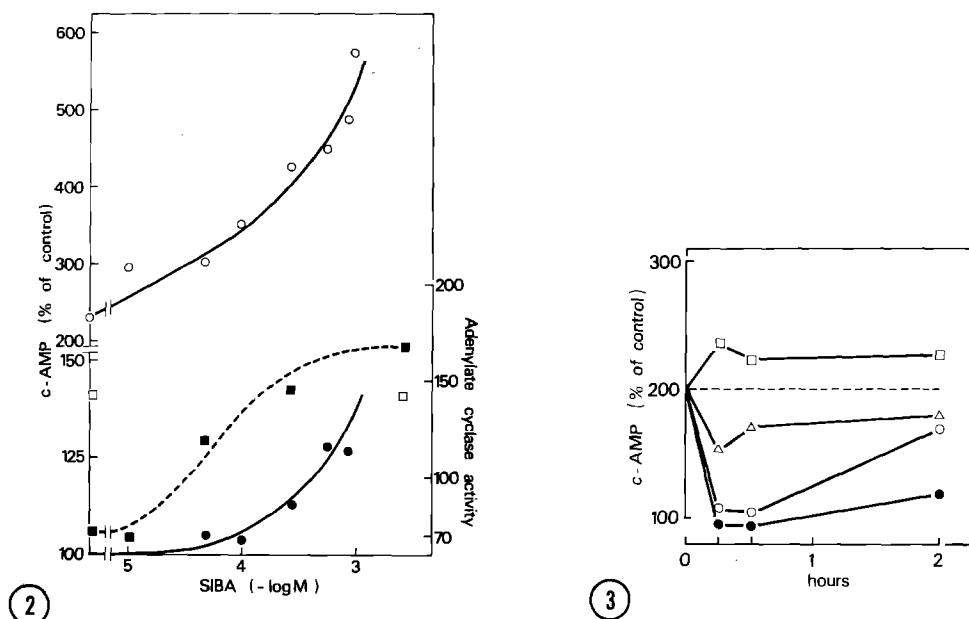 600
500
400
300
200
150
125
100
c-AMP (% of control)
200
150
100
70
Adenylate cyclase activity
5 4 3
SIBA (-logM)
2
300
200
100
c-AMP (% of control)
0 1 2
hours
3